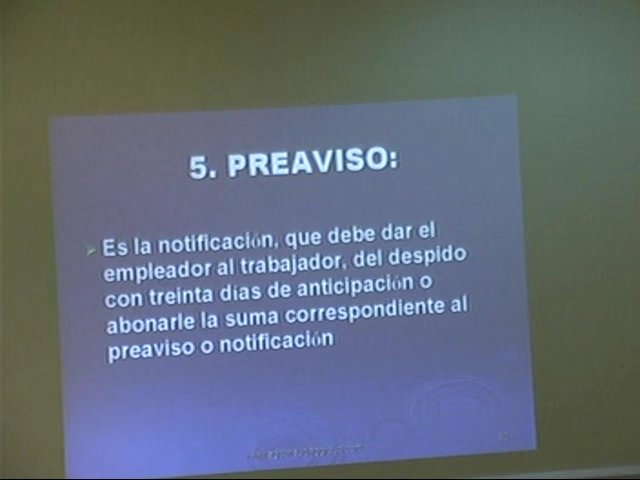 5. PREAVISO:
Es la notificación, que debe dar el
empleador al trabajador, del despido
con treinta días de anticipación o
abonarle la suma correspondiente al
preaviso o notificación